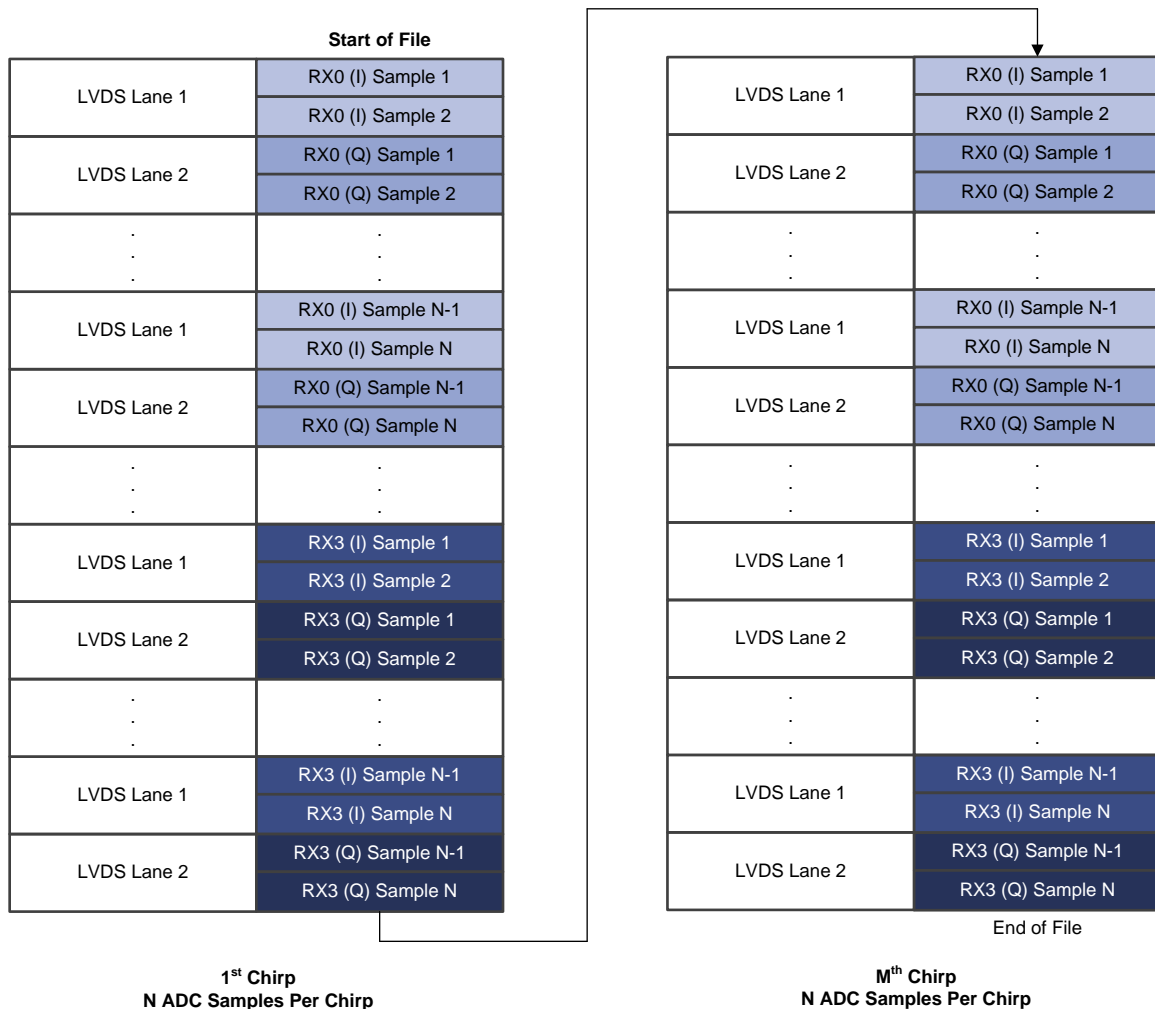 Start of File
LVDS Lane 1
RX0 (I) Sample 1
RX0 (I) Sample 2
LVDS Lane 2
RX0 (Q) Sample 1
RX0 (Q) Sample 2
. .
. .
. .
LVDS Lane 1
RX0 (I) Sample N-1
RX0 (I) Sample N
LVDS Lane 2
RX0 (Q) Sample N-1
RX0 (Q) Sample N
. .
. .
. .
LVDS Lane 1
RX3 (I) Sample 1
RX3 (I) Sample 2
LVDS Lane 2
RX3 (Q) Sample 1
RX3 (Q) Sample 2
. .
. .
. .
LVDS Lane 1
RX3 (I) Sample N-1
RX3 (I) Sample N
LVDS Lane 2
RX3 (Q) Sample N-1
RX3 (Q) Sample N
1st Chirp
N ADC Samples Per Chirp
LVDS Lane 1
RX0 (I) Sample 1
RX0 (I) Sample 2
LVDS Lane 2
RX0 (Q) Sample 1
RX0 (Q) Sample 2
. .
. .
. .
LVDS Lane 1
RX0 (I) Sample N-1
RX0 (I) Sample N
LVDS Lane 2
RX0 (Q) Sample N-1
RX0 (Q) Sample N
. .
. .
. .
LVDS Lane 1
RX3 (I) Sample 1
RX3 (I) Sample 2
LVDS Lane 2
RX3 (Q) Sample 1
RX3 (Q) Sample 2
. .
. .
. .
LVDS Lane 1
RX3 (I) Sample N-1
RX3 (I) Sample N
LVDS Lane 2
RX3 (Q) Sample N-1
RX3 (Q) Sample N
End of File
Mth Chirp
N ADC Samples Per Chirp